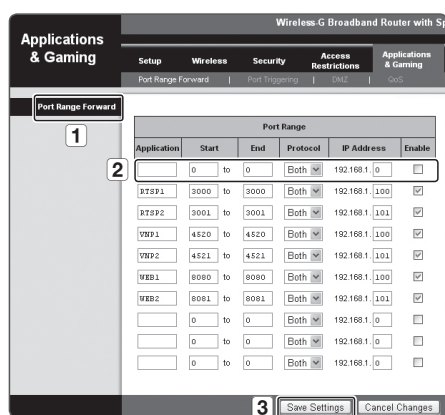 Wireless-G Broadband Router with Sp
Applications & Gaming
Setup Wireless Security Access Restrictions Applications & Gaming
Port Range Forward | Port Triggering | DMZ | QoS
Port Range Forward
1
Port Range
Application Start End Protocol IP Address Enable
2
0 to 0 Both 192.168.1. 0
RTSP1 3000 to 3000 Both 192.168.1. 100
RTSP2 3001 to 3001 Both 192.168.1. 101
VNP1 4520 to 4520 Both 192.168.1. 100
VNP2 4521 to 4521 Both 192.168.1. 101
WEB1 8080 to 8080 Both 192.168.1. 100
WEB2 8081 to 8081 Both 192.168.1. 101
0 to 0 Both 192.168.1. 0
0 to 0 Both 192.168.1. 0
0 to 0 Both 192.168.1. 0
3 Save Settings Cancel Changes